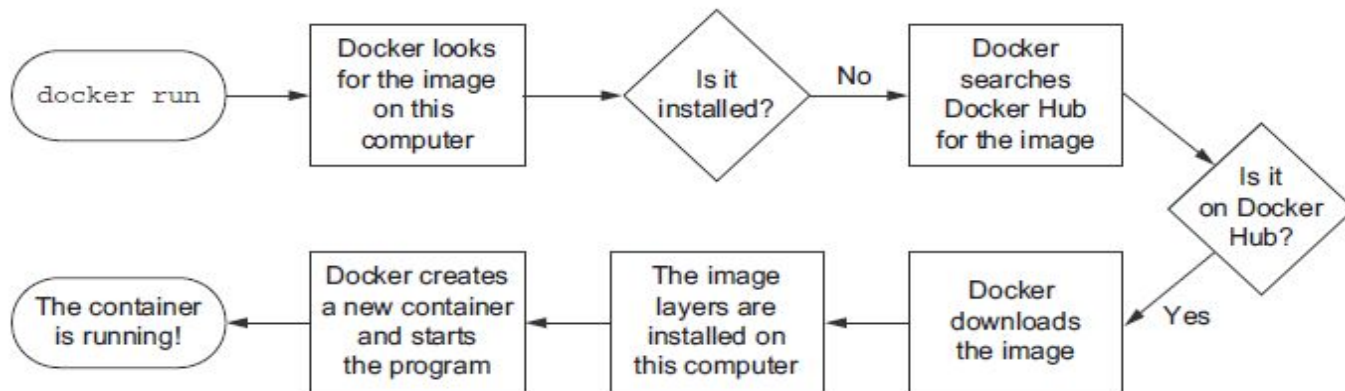 docker run
Docker looks
for the image
on this
computer
Is it
installed?
No
Docker
searches
Docker Hub
for the image
Is it
on Docker
Hub?
Yes
Docker
downloads
the image
The image
layers are
installed on
this computer
Docker creates
a new container
and starts
the program
The container
is running!